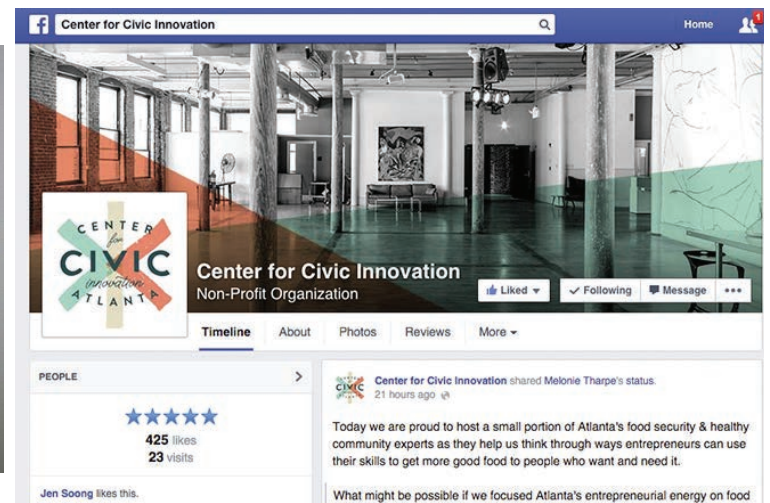 f Center for Civic Innovation Home 1
CENTER
for
CIVIC
innovation
ATLANTA
Center for Civic Innovation
Non-Profit Organization
Liked Following Message
Timeline About Photos Reviews More
PEOPLE
425 likes
23 visits
Jen Soong likes this.
CIVIC
Center for Civic Innovation shared Melonie Tharpe's status.
21 hours ago
Today we are proud to host a small portion of Atlanta's food security & healthy
community experts as they help us think through ways entrepreneurs can use
their skills to get more good food to people who want and need it.
What might be possible if we focused Atlanta's entrepreneurial energy on food